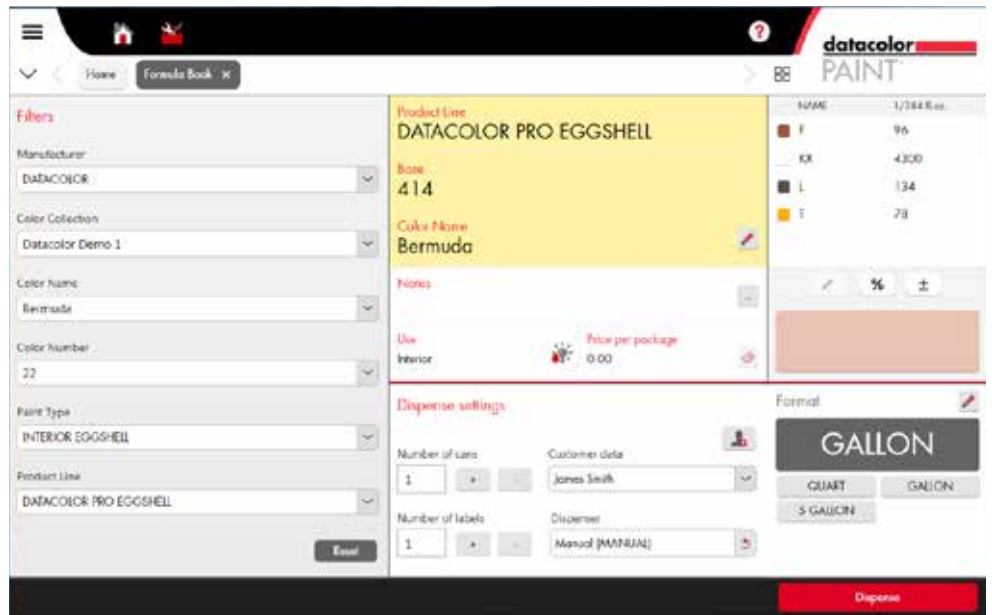 datacolor
PAINT
Home
Formula Book ×
Filters
Manufacturer
DATACOLOR
Color Collection
Datacolor Demo 1
Color Name
Bermuda
Color Number
22
Paint Type
INTERIOR EGGSHELL
Product Line
DATACOLOR PRO EGGSHELL
Reset
Product Line
DATACOLOR PRO EGGSHELL
Base
414
Color Name
Bermuda
Notes
Use
Interior
Price per package
0.00
Dispense settings
Number of cans
1
Customer data
James Smith
Number of labels
1
Dispenser
Manual [MANUAL]
NAME 1/384 fl oz.
F 96
KX 4300
L 134
T 78
% ±
Format
GALLON
QUART GALLON
5 GALLON
Dispense